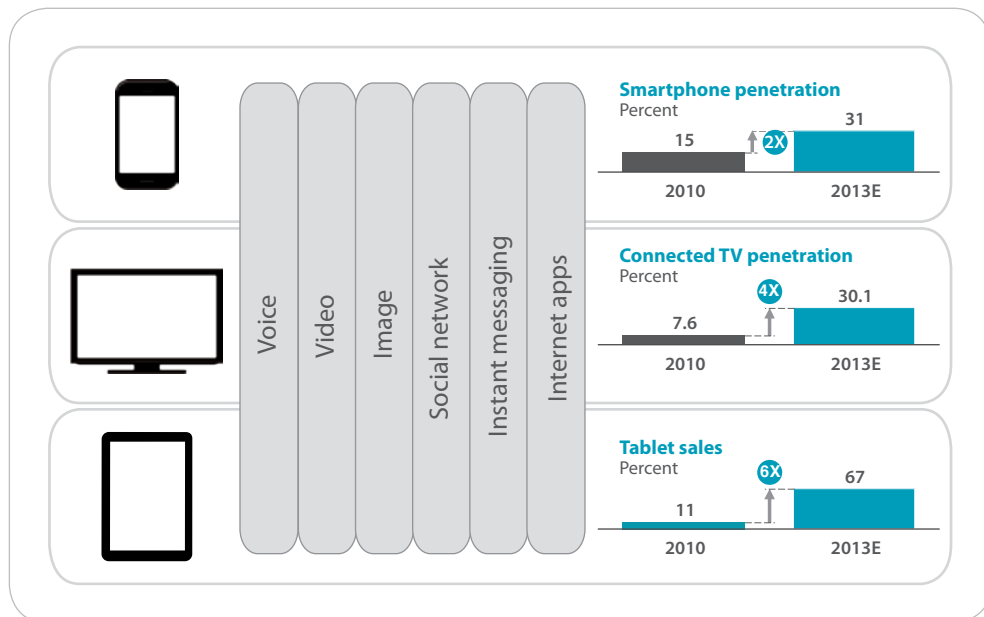 Smartphone penetration
Percent
15
2X
31
2010
2013E
Voice
Video
Image
Social network
Instant messaging
Internet apps
Connected TV penetration
Percent
7.6
4X
30.1
2010
2013E
Tablet sales
Percent
11
6X
67
2010
2013E